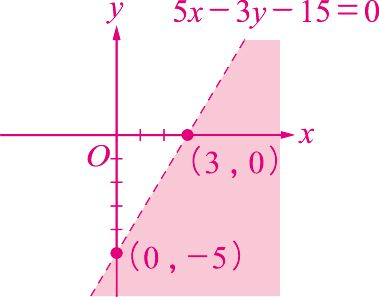 y
5x−3y−15=0
O
x
(3 , 0)
(0 , −5)